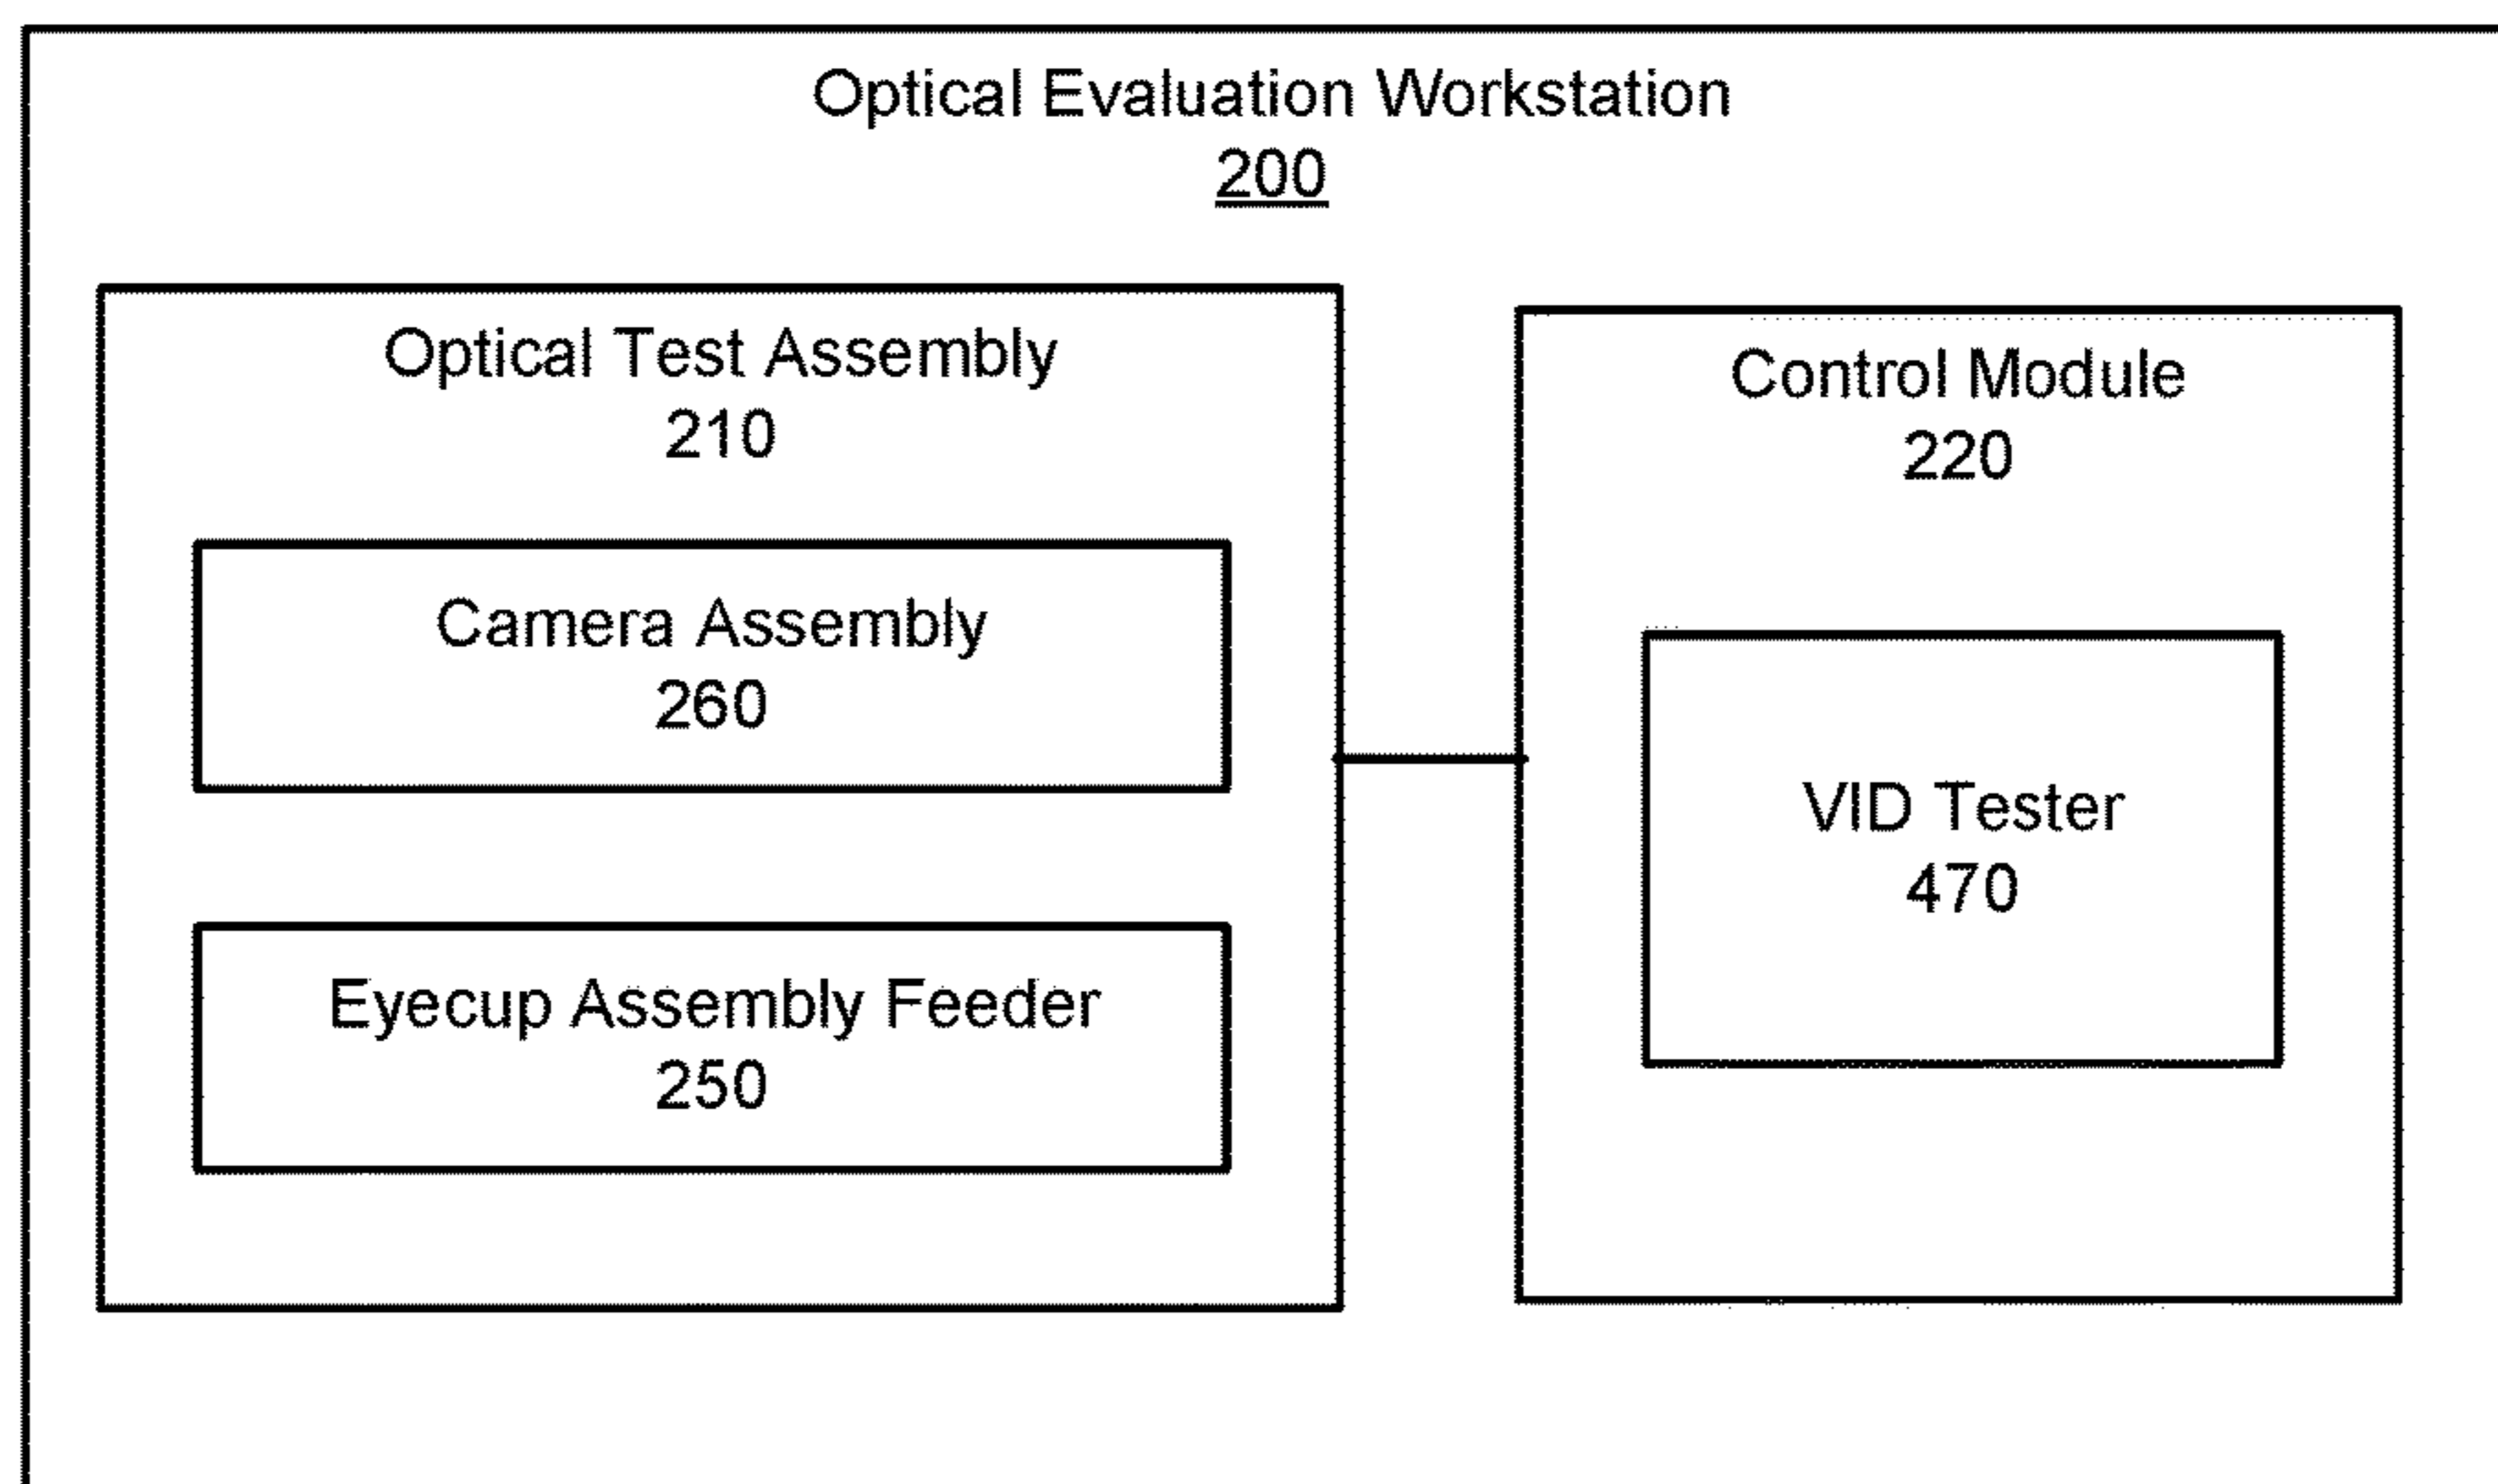 Optical Evaluation Workstation
200
Optical Test Assembly
210
Camera Assembly
260
Eyecup Assembly Feeder
250
Control Module
220
VID Tester
470